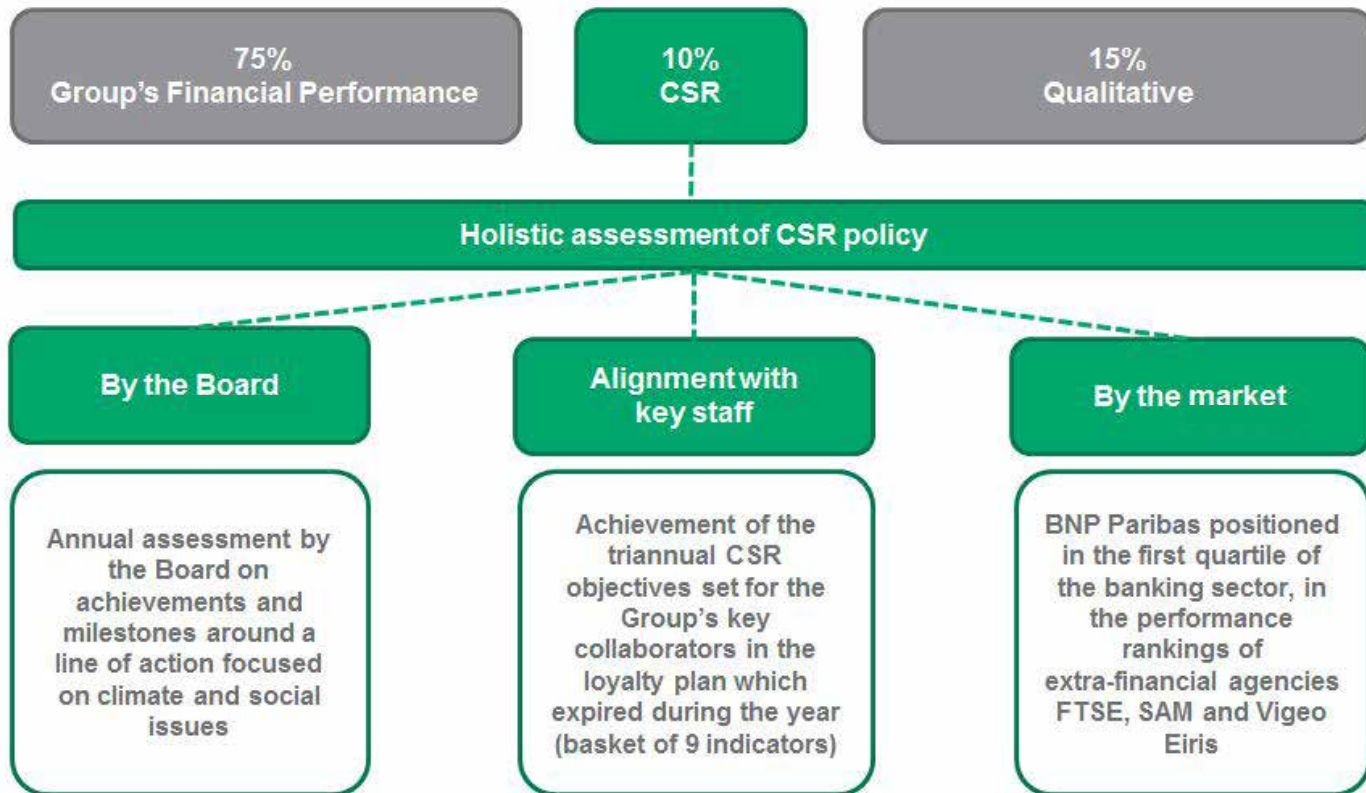 75%
Group's Financial Performance
10%
CSR
15%
Qualitative
Holistic assessment of CSR policy
By the Board
Alignment with
key staff
By the market
Annual assessment by
the Board on
achievements and
milestones around a
line of action focused
on climate and social
issues
Achievement of the
triannual CSR
objectives set for the
Group's key
collaborators in the
loyalty plan which
expired during the year
(basket of 9 indicators)
BNP Paribas positioned
in the first quartile of
the banking sector, in
the performance
rankings of
extra-financial agencies
FTSE, SAM and Vigeo
Eiris